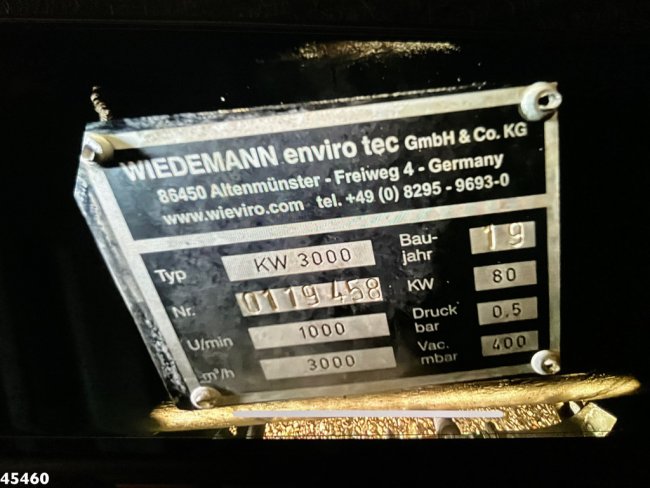 WIEDEMANN enviro tec GmbH & Co. KG
86450 Altenmünster - Freiweg 4 - Germany
www.wieviro.com tel. +49 (0) 8295 - 9693-0
Typ KW 3000
Bau-
jahr 19
Nr. 0119458
KW 80
U/min 1000
Druck
bar 0,5
m³/h 3000
Vac.
mbar 400
45460